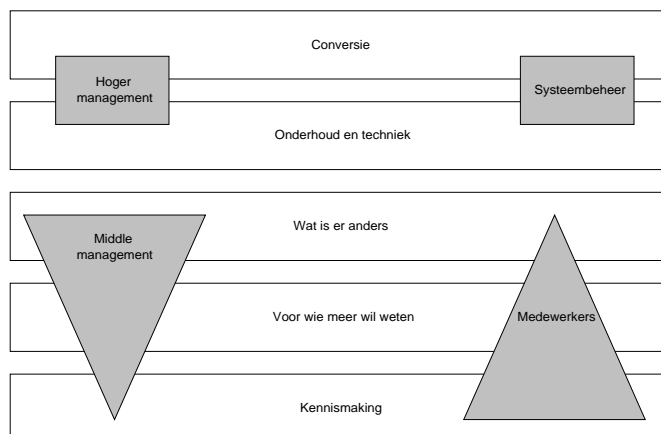 Conversie
Hoger
management
Systeembeheer
Onderhoud en techniek
Wat is er anders
Middle
management
Voor wie meer wil weten
Medewerkers
Kennismaking